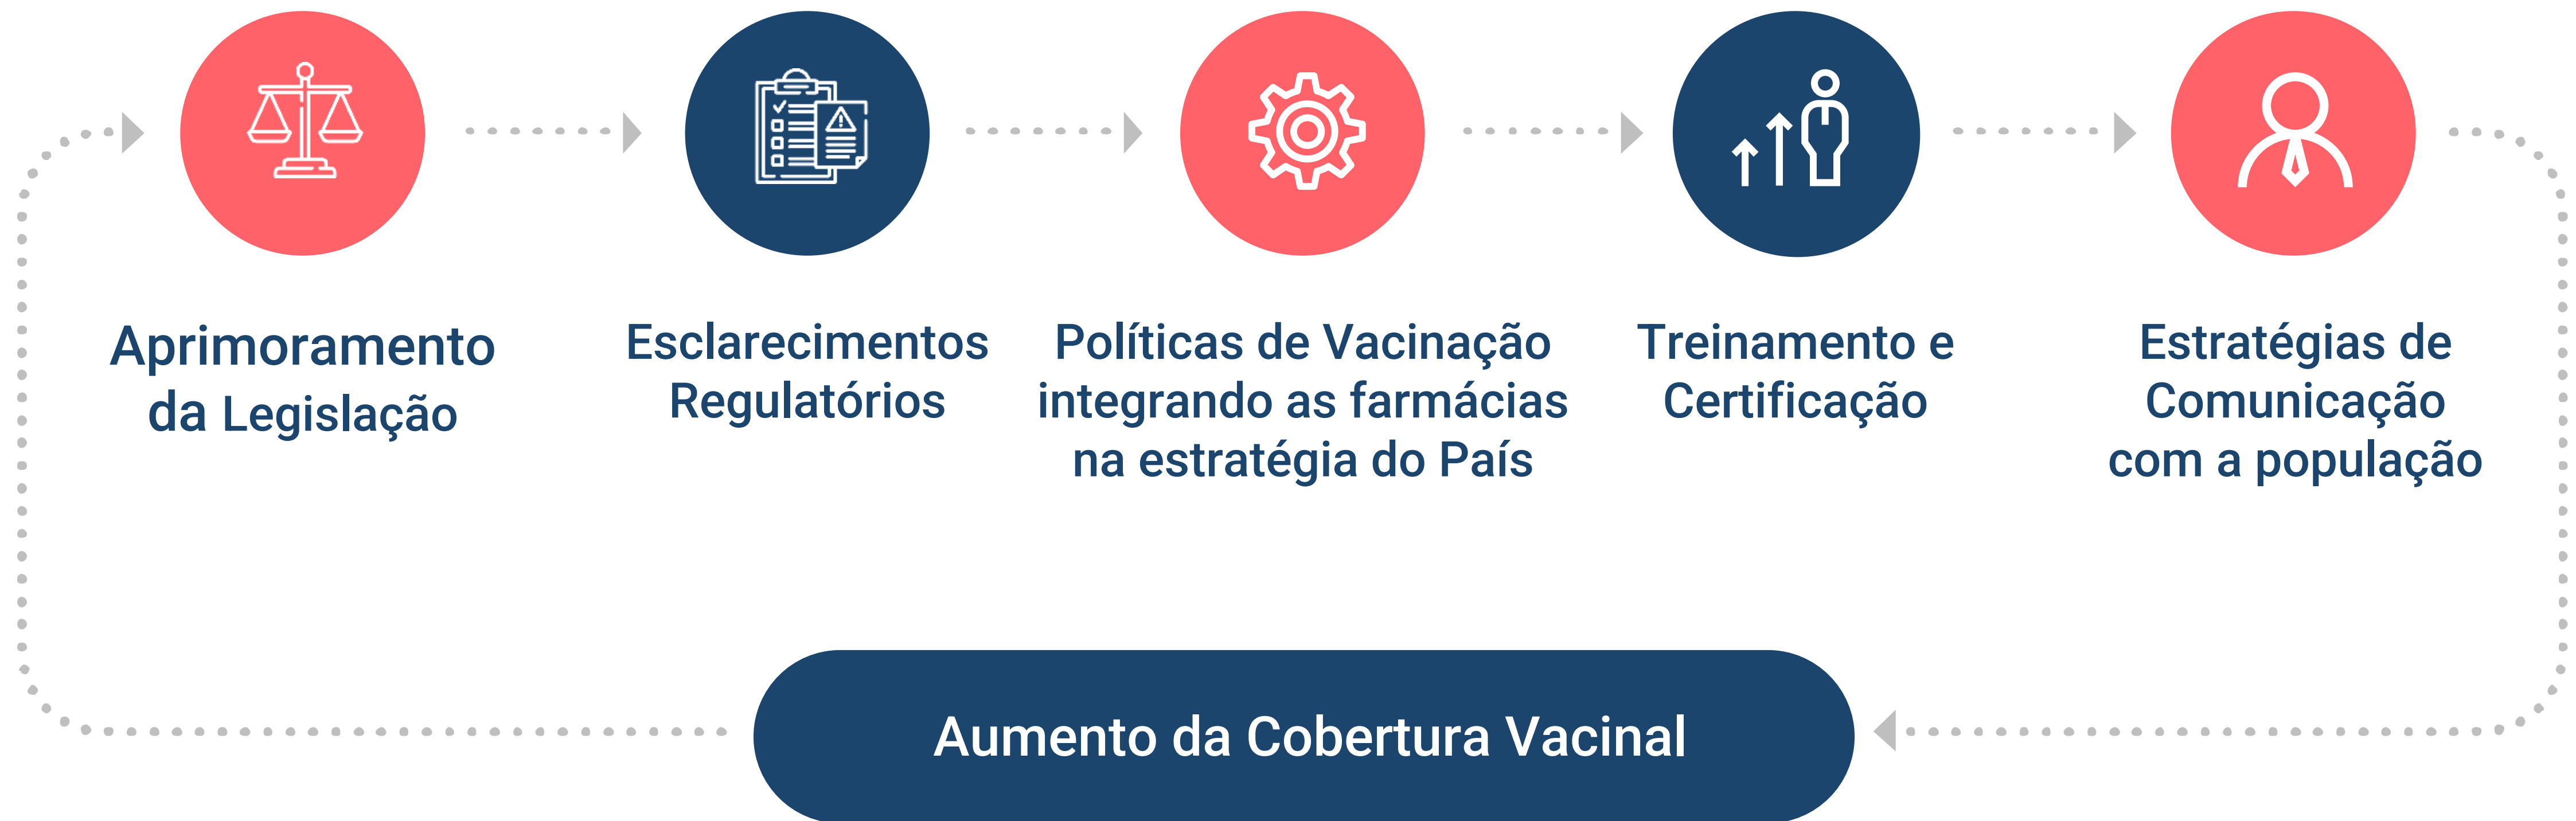 Aprimoramento
da Legislação
Esclarecimentos
Regulatórios
Políticas de Vacinação
integrando as farmácias
na estratégia do País
Treinamento e
Certificação
Estratégias de
Comunicação
com a população
Aumento da Cobertura Vacinal